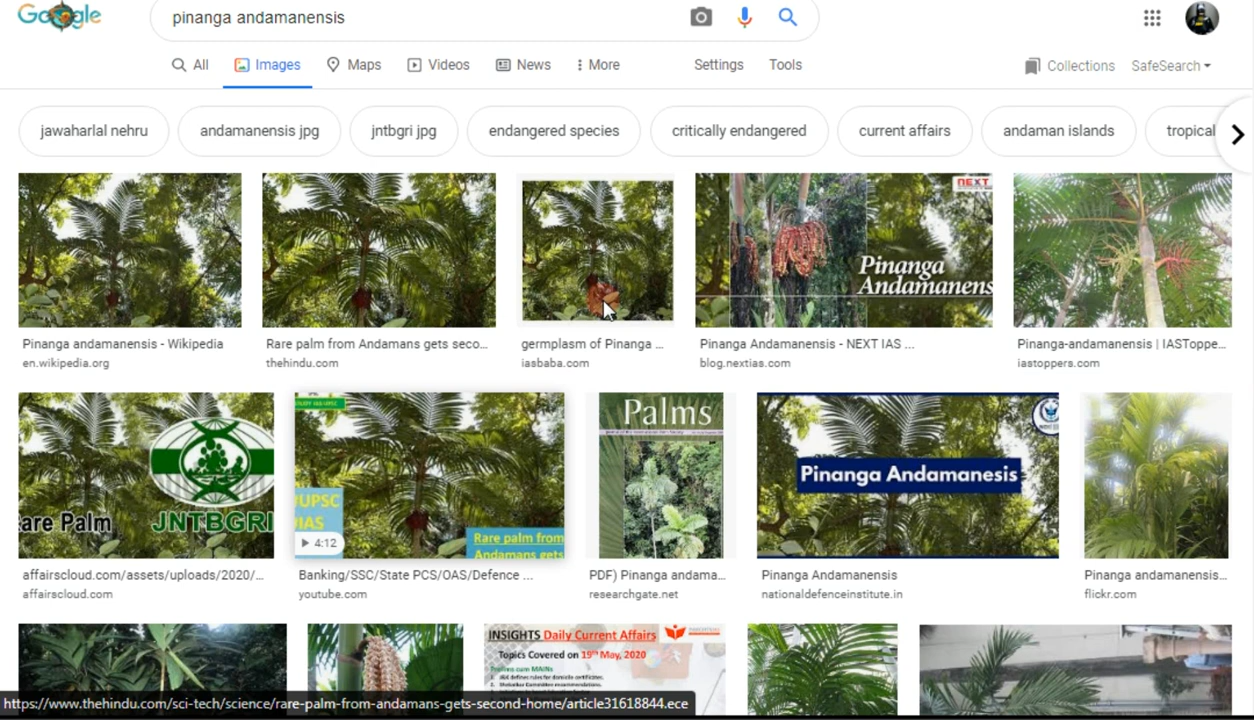 Google
pinanga andamanensis
All
Images
Maps
Videos
News
More
Settings
Tools
Collections
SafeSearch
jawaharlal nehru
andamanensis jpg
jntbgri jpg
endangered species
critically endangered
current affairs
andaman islands
tropical
NEXT
Pinanga
Andamanens
Pinanga andamanensis - Wikipedia
en.wikipedia.org
Rare palm from Andamans gets seco...
thehindu.com
germplasm of Pinanga ...
iasbaba.com
Pinanga Andamanensis - NEXT IAS ...
blog.nextias.com
Pinanga-andamanensis | IASToppe...
iastoppers.com
are Palm
JNTBGRI
UPSC
IAS
4:12
Rare palm from
Andamans gets
Palms
Pinanga Andamanesis
affairscloud.com/assets/uploads/2020/...
affairscloud.com
Banking/SSC/State PCS/OAS/Defence ...
youtube.com
PDF) Pinanga andama...
researchgate.net
Pinanga Andamanensis
nationaldefenceinstitute.in
Pinanga andamanensis...
flickr.com
INSIGHTS Daily Current Affairs
Topics Covered on 19th May, 2020
https://www.thehindu.com/sci-tech/science/rare-palm-from-andamans-gets-second-home/article31618844.ece